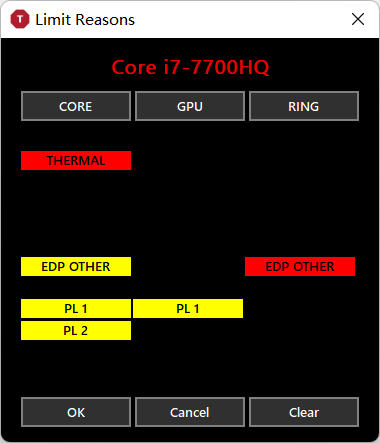 T Limit Reasons
Core i7-7700HQ
CORE GPU RING
THERMAL
EDP OTHER EDP OTHER
PL 1 PL 1
PL 2
OK Cancel Clear